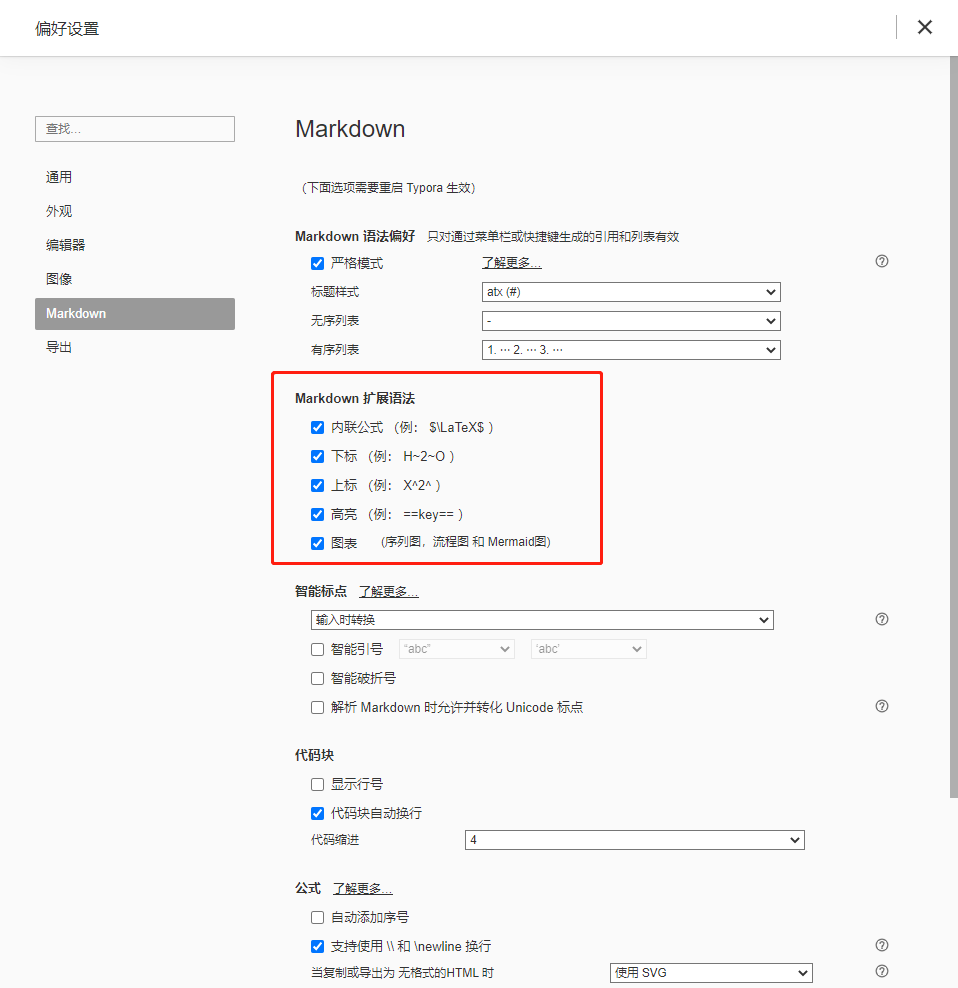 偏好设置
查找...
通用
外观
编辑器
图像
Markdown
导出
Markdown
（下面选项需要重启 Typora 生效）
Markdown 语法偏好 只对通过菜单栏或快捷键生成的引用和列表有效
严格模式 了解更多...
标题样式 atx (#)
无序列表 -
有序列表 1. ··· 2. ··· 3. ···
Markdown 扩展语法
内联公式 （例： $\LaTeX$ ）
下标 （例： H~2~O ）
上标 （例： X^2^ ）
高亮 （例： ==key== ）
图表 （序列图，流程图 和 Mermaid图）
智能标点 了解更多...
输入时转换
智能引号 “abc” ‘abc’
智能破折号
解析 Markdown 时允许并转化 Unicode 标点
代码块
显示行号
代码块自动换行
代码缩进 4
公式 了解更多...
自动添加序号
支持使用 \\ 和 \newline 换行
当复制或导出为 无格式的HTML 时 使用 SVG